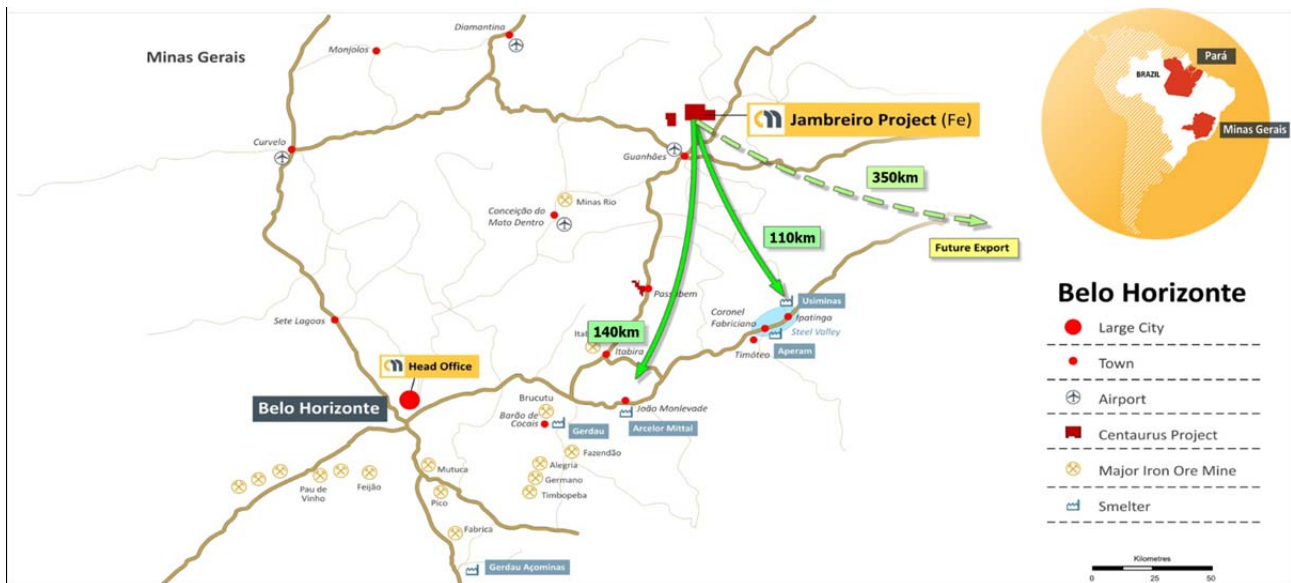 Minas Gerais
Diamantina
Monjolos
Curvelo
Jambreiro Project (Fe)
Guanhães
350km
Minas Rio
Conceição do
Mato Dentro
110km
Future Export
Passabem
Usiminas
Coronel
Fabriciano
Ipatinga
Steel Valley
Sete Lagoas
140km
Itabira
Timóteo
Aperam
Head Office
Belo Horizonte
Brucutu
João Monlevade
Barão de
Cocais
Gerdau
Arcelor Mittal
Fazendão
Mutuca
Alegria
Pau de
Vinho
Feijão
Germano
Pico
Timbopeba
Fabrica
Gerdau Açominas
Pará
BRAZIL
Minas Gerais
Belo Horizonte
Large City
Town
Airport
Centaurus Project
Major Iron Ore Mine
Smelter
Kilometres
0 25 50